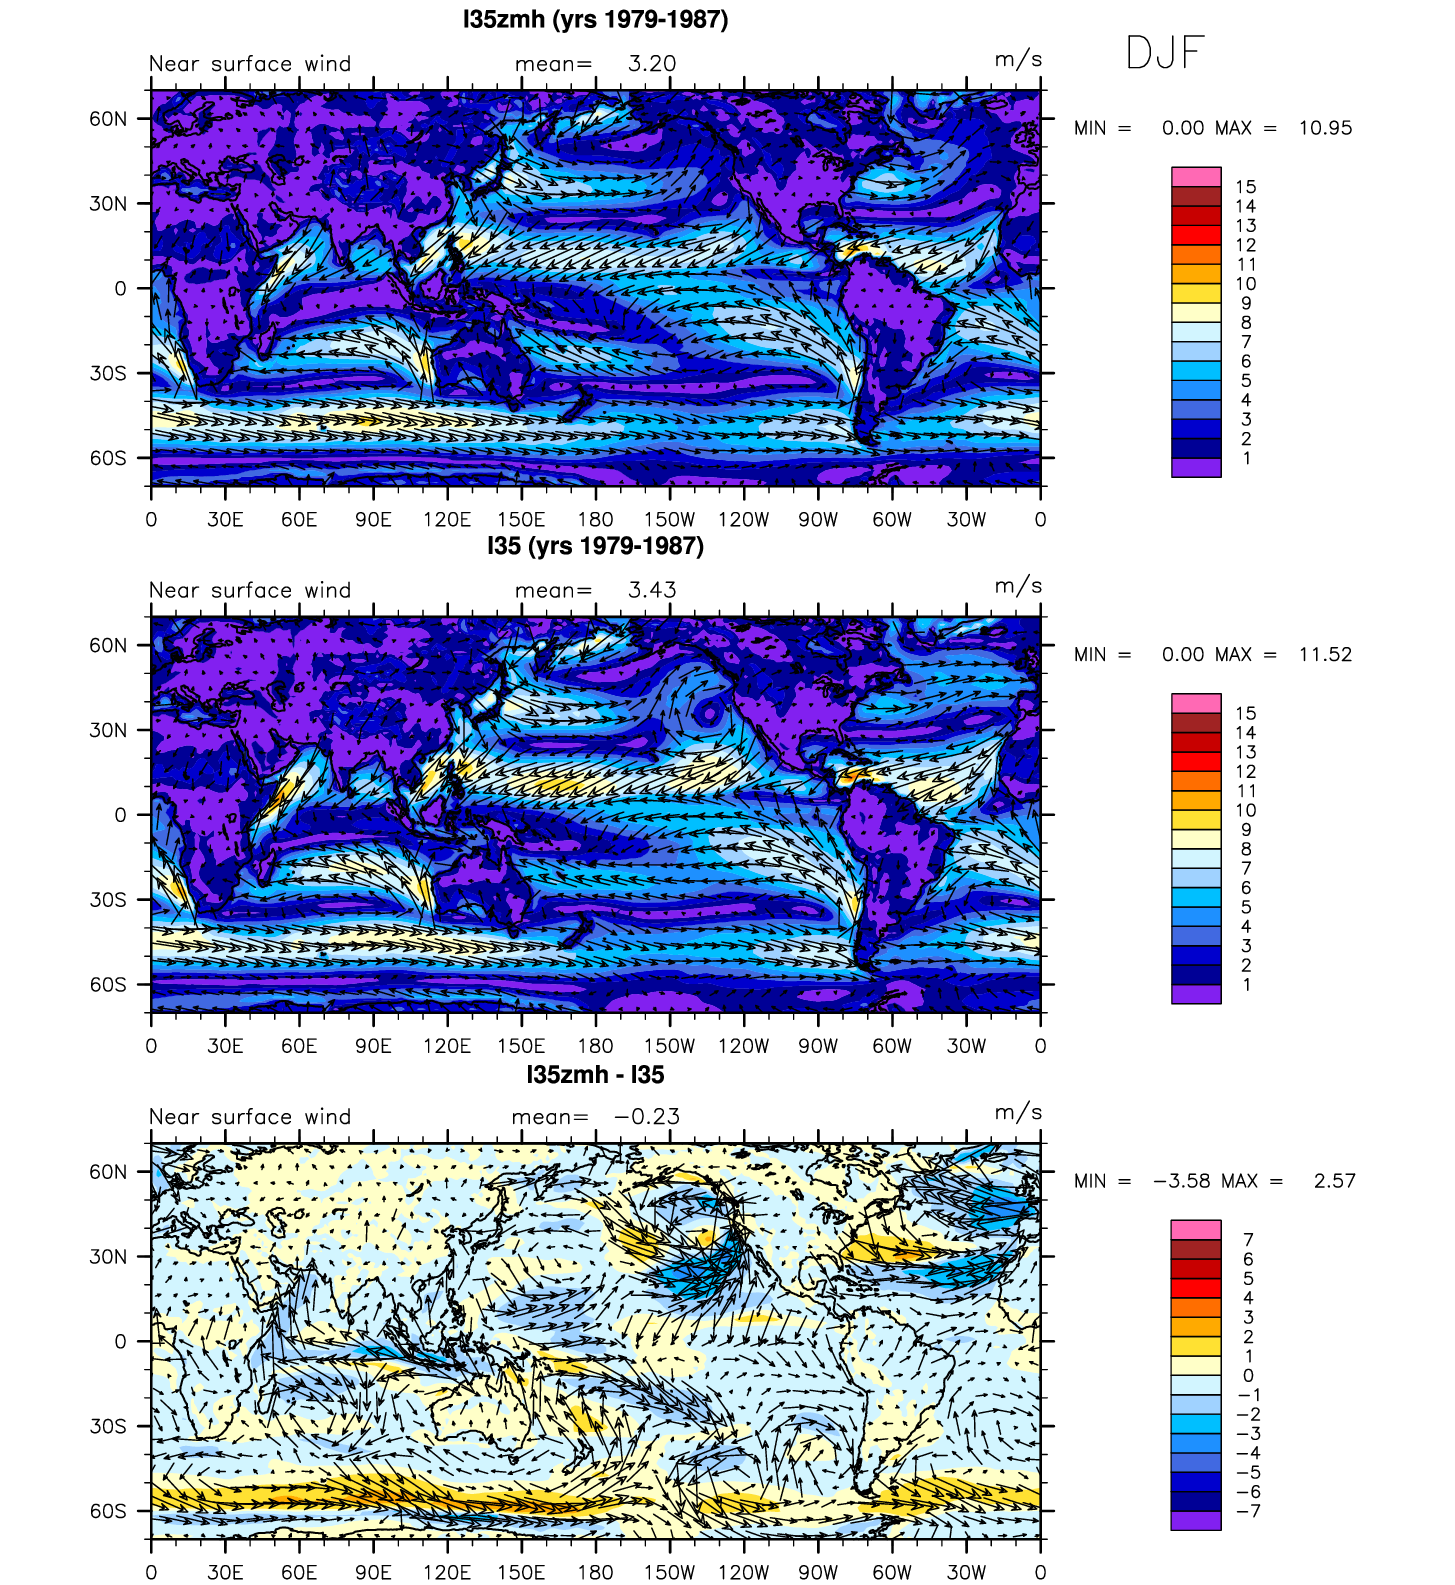 I35zmh (yrs 1979-1987)
DJF
Near surface wind mean= 3.20 m/s
MIN = 0.00 MAX = 10.95
60N
30N
0
30S
60S
15
14
13
12
11
10
9
8
7
6
5
4
3
2
1
0 30E 60E 90E 120E 150E 180 150W 120W 90W 60W 30W 0
I35 (yrs 1979-1987)
Near surface wind mean= 3.43 m/s
MIN = 0.00 MAX = 11.52
60N
30N
0
30S
60S
15
14
13
12
11
10
9
8
7
6
5
4
3
2
1
0 30E 60E 90E 120E 150E 180 150W 120W 90W 60W 30W 0
I35zmh - I35
Near surface wind mean= −0.23 m/s
MIN = −3.58 MAX = 2.57
60N
30N
0
30S
60S
7
6
5
4
3
2
1
0
−1
−2
−3
−4
−5
−6
−7
0 30E 60E 90E 120E 150E 180 150W 120W 90W 60W 30W 0